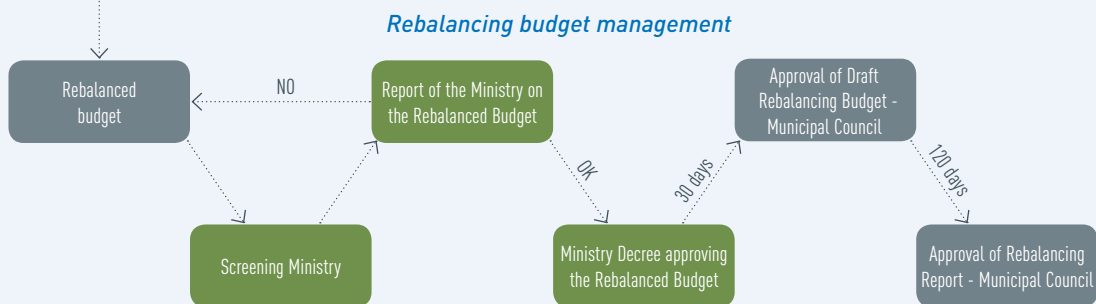 Rebalancing budget management
Rebalanced
budget
NO
Report of the Ministry on
the Rebalanced Budget
Approval of Draft
Rebalancing Budget -
Municipal Council
OK
30 days
120 days
Screening Ministry
Ministry Decree approving
the Rebalanced Budget
Approval of Rebalancing
Report - Municipal Council